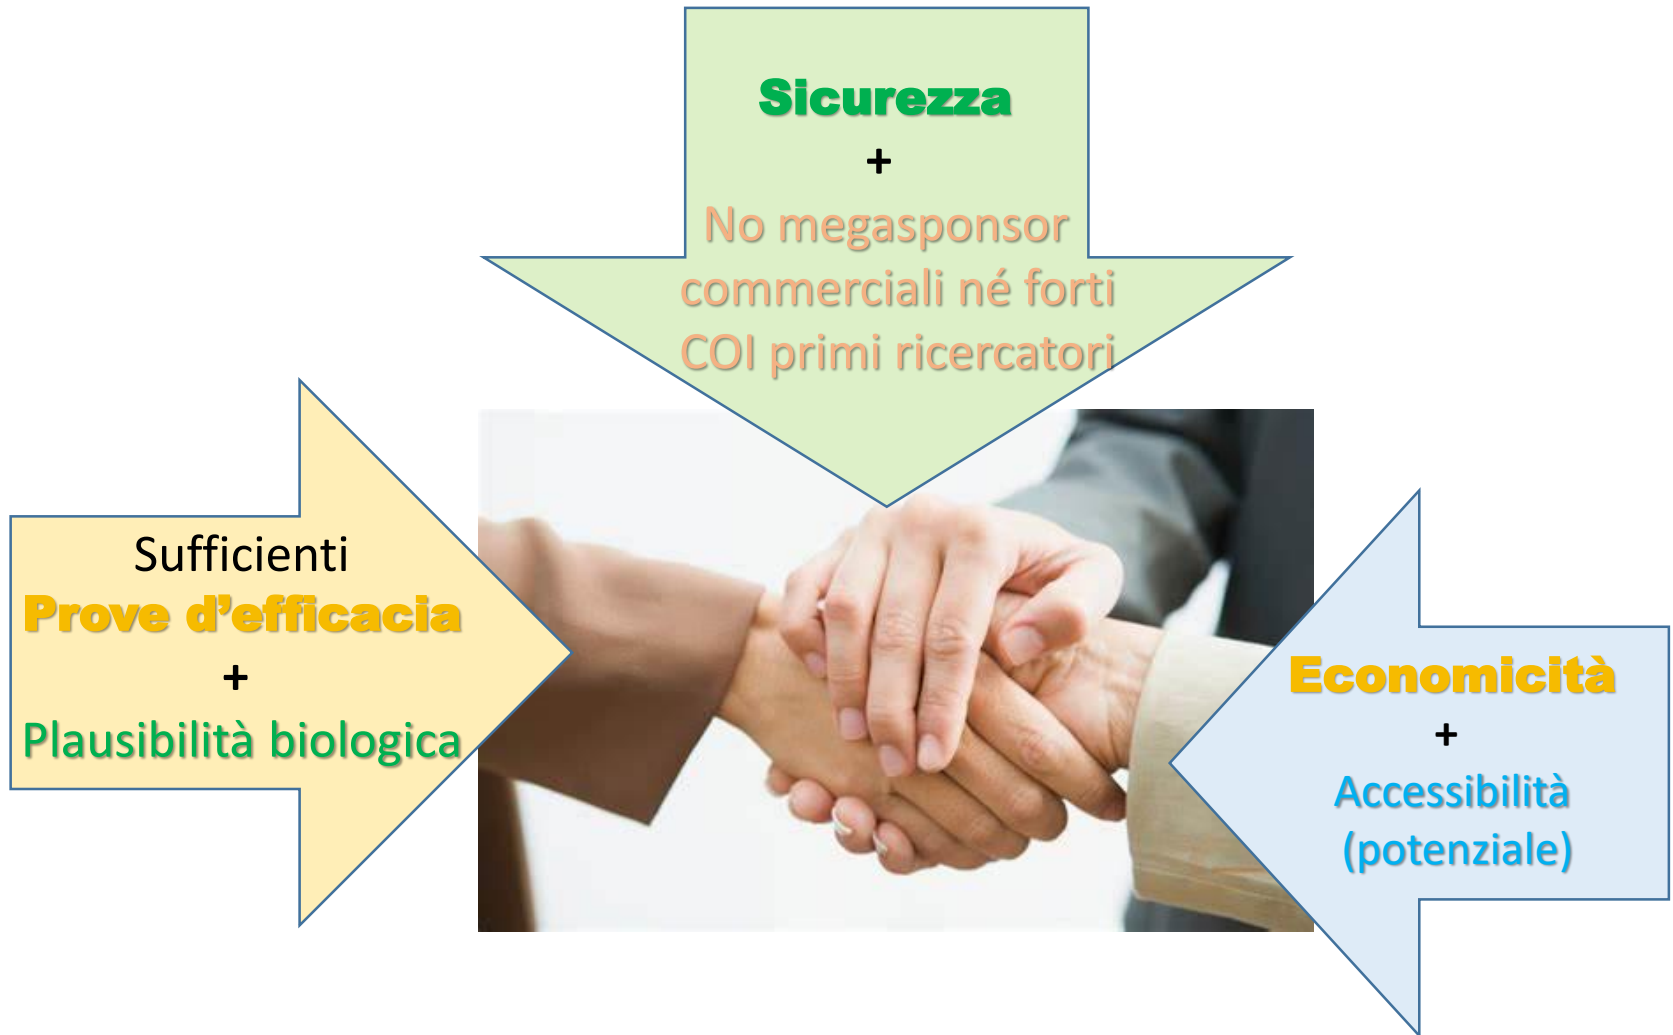 Sicurezza
+
No megasponsor
commerciali né forti
COI primi ricercatori
Sufficienti
Prove d’efficacia
+
Plausibilità biologica
Economicità
+
Accessibilità
(potenziale)